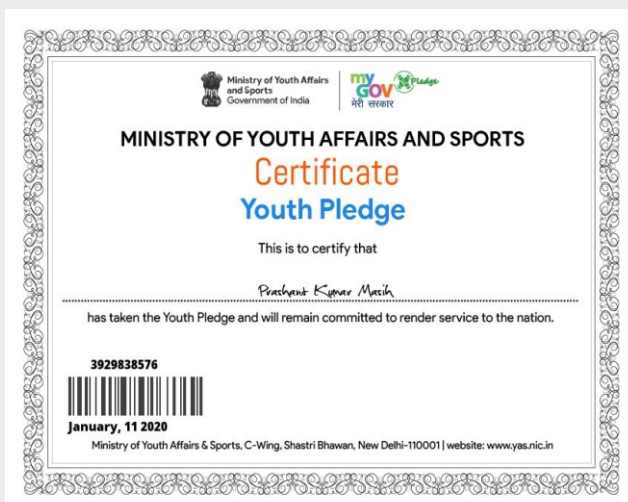 Ministry of Youth Affairs
and Sports
Government of India
my
GOV
मेरी सरकार
Pledge
MINISTRY OF YOUTH AFFAIRS AND SPORTS
Certificate
Youth Pledge
This is to certify that
Prashant Kumar Masih
has taken the Youth Pledge and will remain committed to render service to the nation.
3929838576
January, 11 2020
Ministry of Youth Affairs & Sports, C-Wing, Shastri Bhawan, New Delhi-110001 | website: www.yas.nic.in